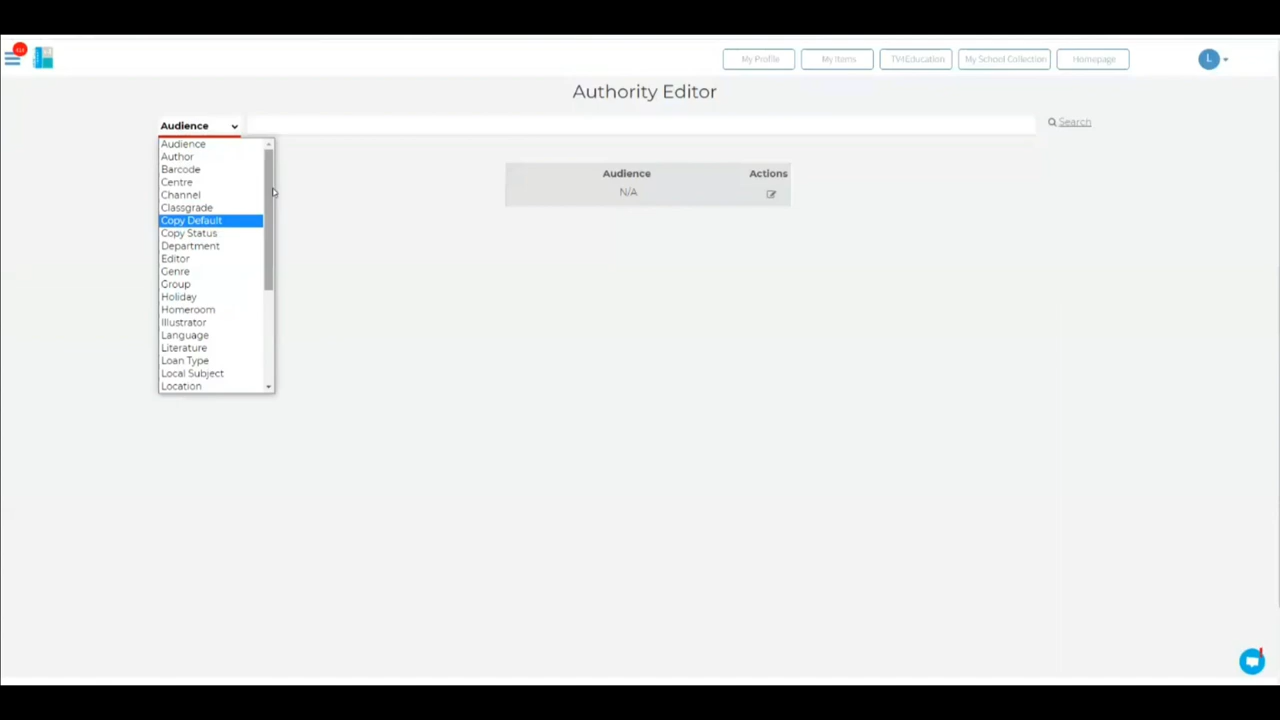 My Profile
My Items
TV4Education
My School Collection
Homepage
L
Authority Editor
Audience
Search
Audience
Author
Barcode
Centre
Channel
Classgrade
Copy Default
Copy Status
Department
Editor
Genre
Group
Holiday
Homeroom
Illustrator
Language
Literature
Loan Type
Local Subject
Location
Audience Actions
N/A